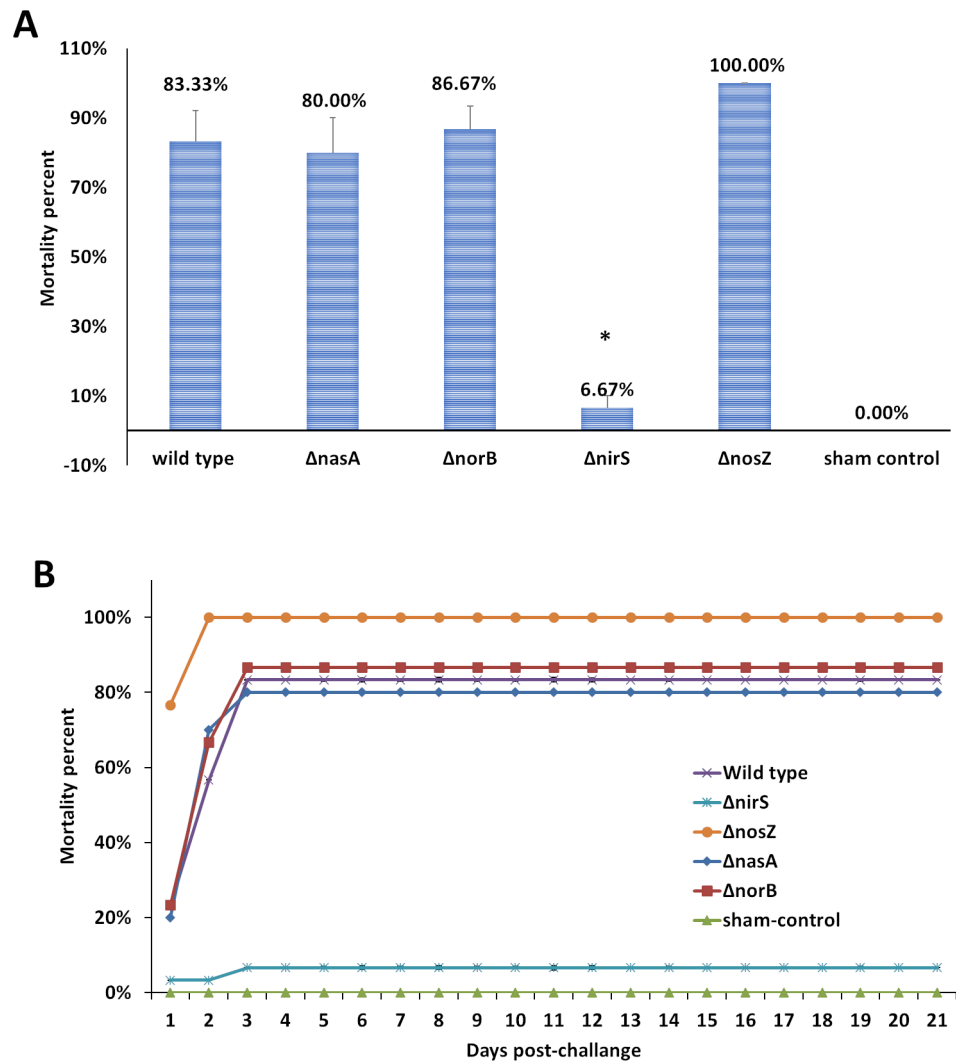 A
110%
90%
70%
50%
30%
10%
-10%
Mortality percent
83.33%
80.00%
86.67%
*
6.67%
100.00%
0.00%
wild type ΔnasA ΔnorB ΔnirS ΔnosZ sham control
B
100%
80%
60%
40%
20%
0%
Mortality percent
Wild type
ΔnirS
ΔnosZ
ΔnasA
ΔnorB
sham-control
1 2 3 4 5 6 7 8 9 10 11 12 13 14 15 16 17 18 19 20 21
Days post-challange